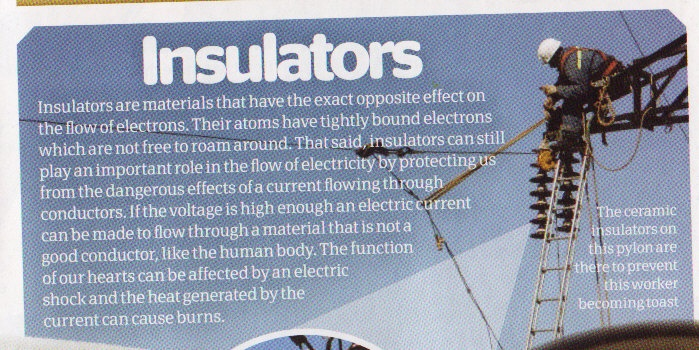 Insulators
Insulators are materials that have the exact opposite effect on
the flow of electrons. Their atoms have tightly bound electrons
which are not free to roam around. That said, insulators can still
play an important role in the flow of electricity by protecting us
from the dangerous effects of a current flowing through
conductors. If the voltage is high enough an electric current
can be made to flow through a material that is not a
good conductor, like the human body. The function
of our hearts can be affected by an electric
shock and the heat generated by the
current can cause burns.
The ceramic
insulators on
this pylon are
there to prevent
this worker
becoming toast